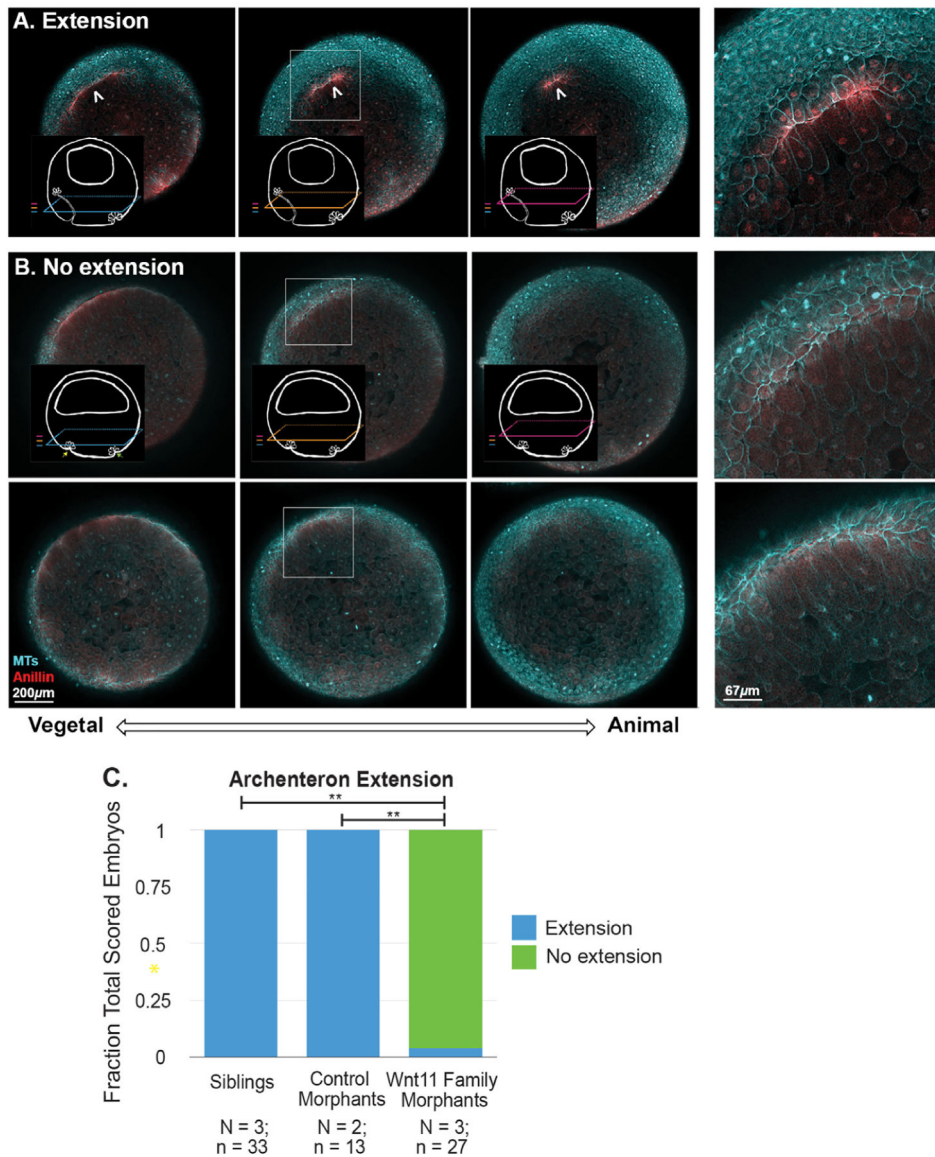 A. Extension
B. No extension
MTs
Anillin
200µm
67µm
Vegetal
Animal
C.
Archenteron Extension
**
**
Fraction Total Scored Embryos
1
0.75
0.5
*
0.25
0
Extension
No extension
Siblings
Control
Morphants
Wnt11 Family
Morphants
N = 3;
n = 33
N = 2;
n = 13
N = 3;
n = 27